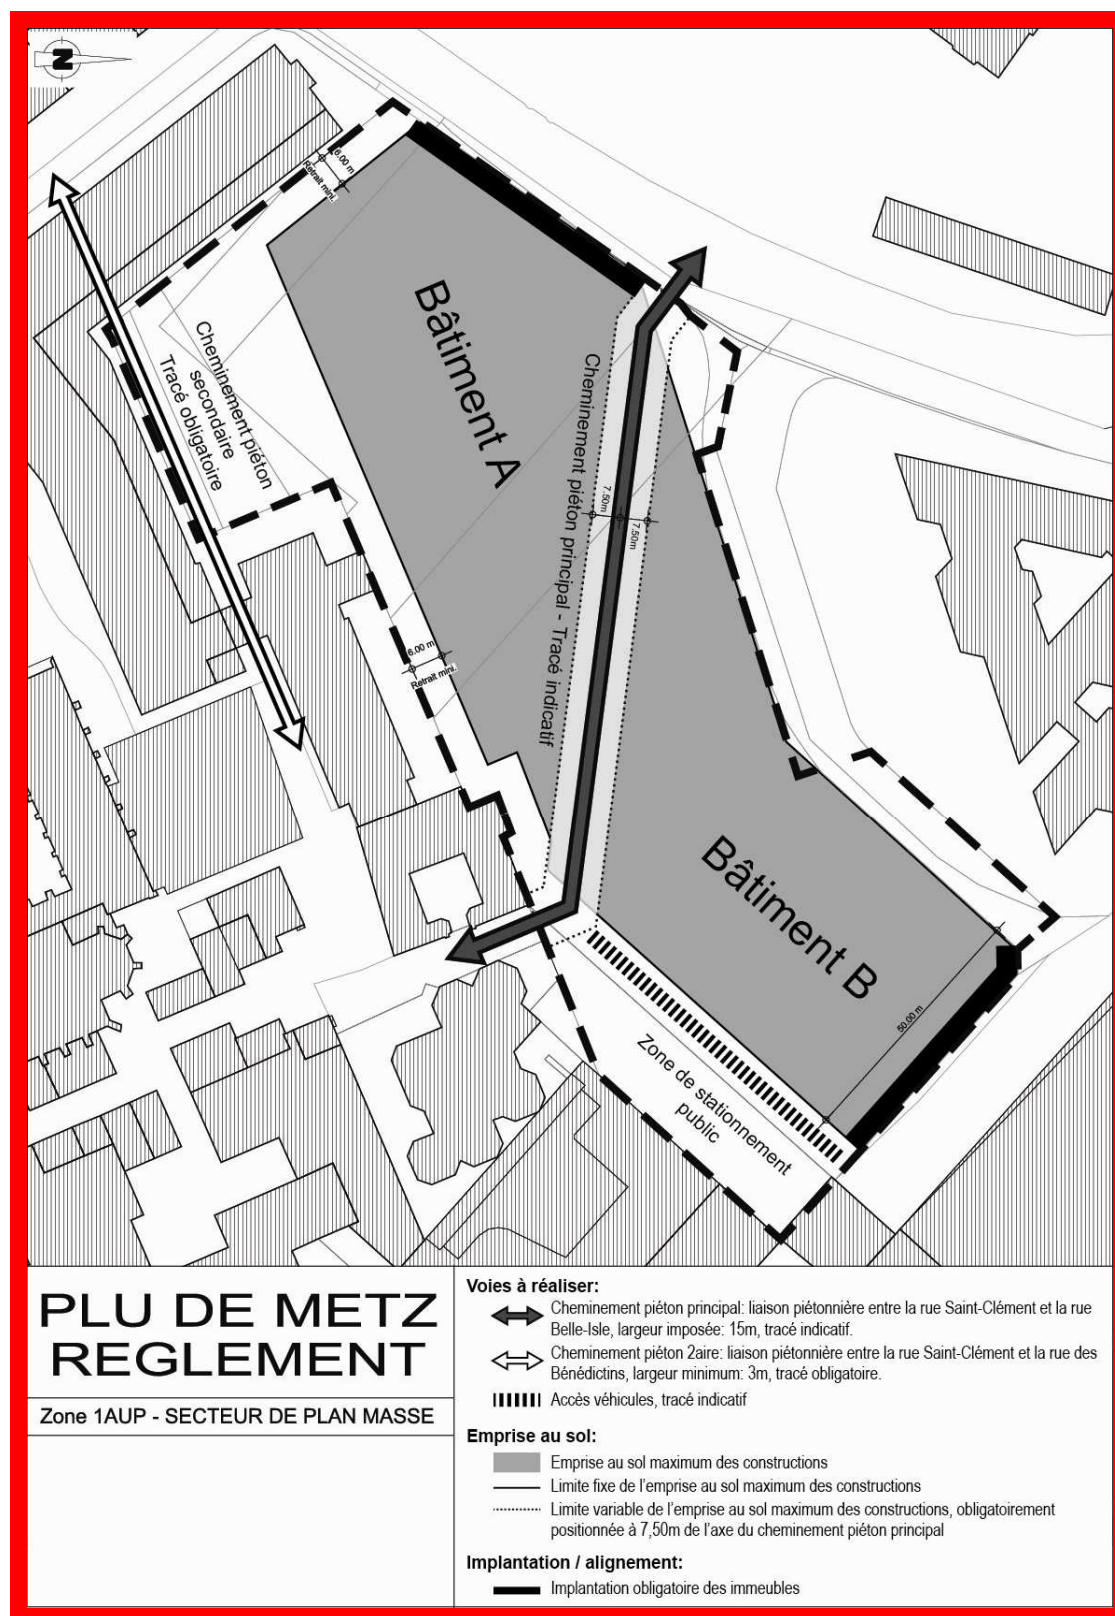 N
6.00 m
Retrait mini.
Bâtiment A
Cheminement piéton
secondaire
Tracé obligatoire
Cheminement piéton principal - Tracé indicatif
7.50m
7.50m
6.00 m
Retrait mini.
Bâtiment B
50.00 m
Zone de stationnement
public
PLU DE METZ
REGLEMENT
Zone 1AUP - SECTEUR DE PLAN MASSE
Voies à réaliser:
Cheminement piéton principal: liaison piétonnière entre la rue Saint-Clément et la rue
Belle-Isle, largeur imposée: 15m, tracé indicatif.
Cheminement piéton 2aire: liaison piétonnière entre la rue Saint-Clément et la rue des
Bénédictins, largeur minimum: 3m, tracé obligatoire.
Accès véhicules, tracé indicatif
Emprise au sol:
Emprise au sol maximum des constructions
Limite fixe de l'emprise au sol maximum des constructions
Limite variable de l'emprise au sol maximum des constructions, obligatoirement
positionnée à 7,50m de l'axe du cheminement piéton principal
Implantation / alignement:
Implantation obligatoire des immeubles